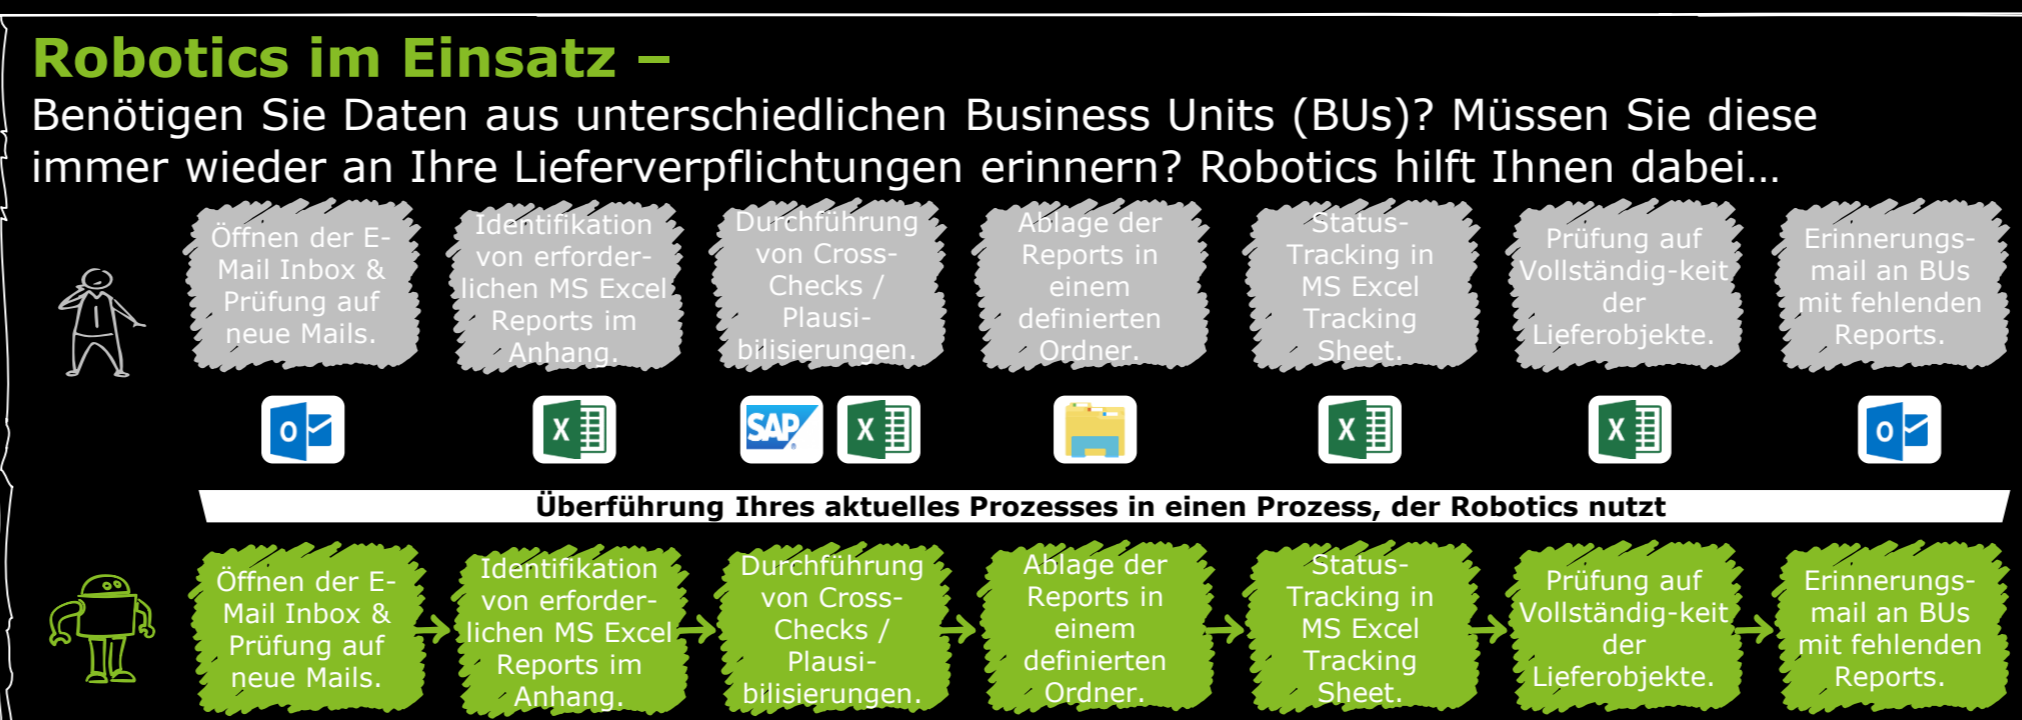 Robotics im Einsatz –
Benötigen Sie Daten aus unterschiedlichen Business Units (BUs)? Müssen Sie diese
immer wieder an Ihre Lieferverpflichtungen erinnern? Robotics hilft Ihnen dabei…
Öffnen der E-
Mail Inbox &
Prüfung auf
neue Mails.
Identifikation
von erforder-
lichen MS Excel
Reports im
Anhang.
Durchführung
von Cross-
Checks /
Plausi-
bilisierungen.
Ablage der
Reports in
einem
definierten
Ordner.
Status-
Tracking in
MS Excel
Tracking
Sheet.
Prüfung auf
Vollständig-keit
der
Lieferobjekte.
Erinnerungs-
mail an BUs
mit fehlenden
Reports.
O
X
SAP
X
X
X
O
Überführung Ihres aktuelles Prozesses in einen Prozess, der Robotics nutzt
Öffnen der E-
Mail Inbox &
Prüfung auf
neue Mails.
Identifikation
von erforder-
lichen MS Excel
Reports im
Anhang.
Durchführung
von Cross-
Checks /
Plausi-
bilisierungen.
Ablage der
Reports in
einem
definierten
Ordner.
Status-
Tracking in
MS Excel
Tracking
Sheet.
Prüfung auf
Vollständig-keit
der
Lieferobjekte.
Erinnerungs-
mail an BUs
mit fehlenden
Reports.